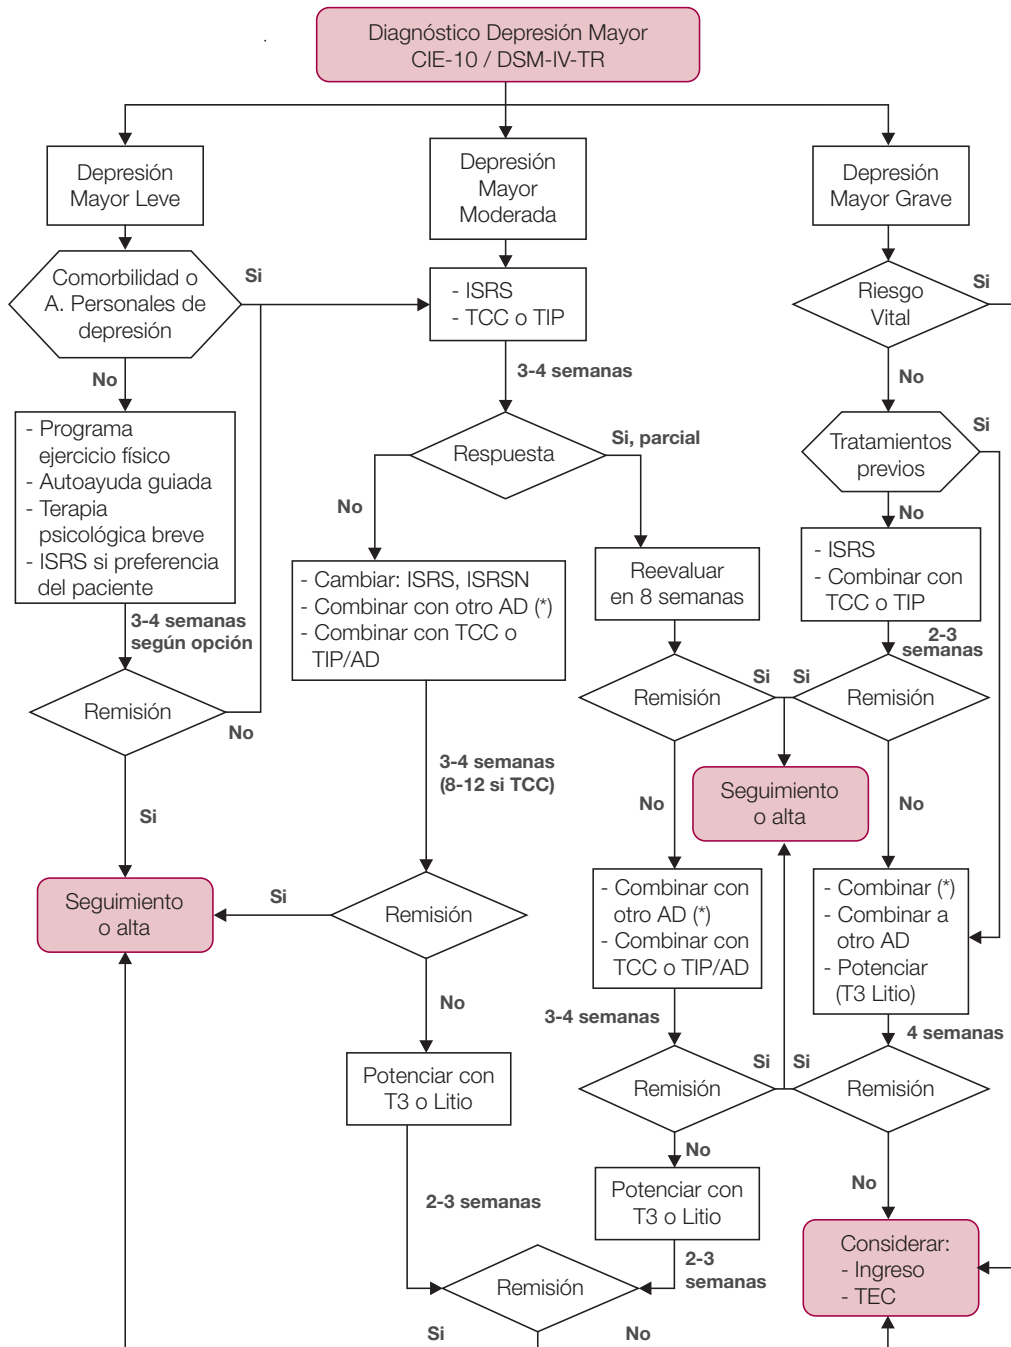 Diagnóstico Depresión Mayor
CIE-10 / DSM-IV-TR
Depresión
Mayor Leve
Depresión
Mayor
Moderada
Depresión
Mayor Grave
Comorbilidad o
A. Personales de
depresión
Si
- ISRS
- TCC o TIP
Riesgo
Vital
Si
No
3-4 semanas
No
- Programa
ejercicio físico
- Autoayuda guiada
- Terapia
psicológica breve
- ISRS si preferencia
del paciente
Respuesta
Si, parcial
No
Tratamientos
previos
Si
No
- Cambiar: ISRS, ISRSN
- Combinar con otro AD (*)
- Combinar con TCC o
TIP/AD
Reevaluar
en 8 semanas
- ISRS
- Combinar con
TCC o TIP
3-4 semanas
según opción
2-3
semanas
Remisión
No
Remisión
Si
Si
Remisión
3-4 semanas
(8-12 si TCC)
Si
No
Seguimiento
o alta
No
Seguimiento
o alta
Si
Remisión
- Combinar con
otro AD (*)
- Combinar con
TCC o TIP/AD
- Combinar (*)
- Combinar a
otro AD
- Potenciar
(T3 Litio)
No
3-4 semanas
4 semanas
Potenciar con
T3 o Litio
Remisión
Si
Si
Remisión
No
No
2-3 semanas
Potenciar con
T3 o Litio
2-3
semanas
Remisión
Considerar:
- Ingreso
- TEC
Si
No